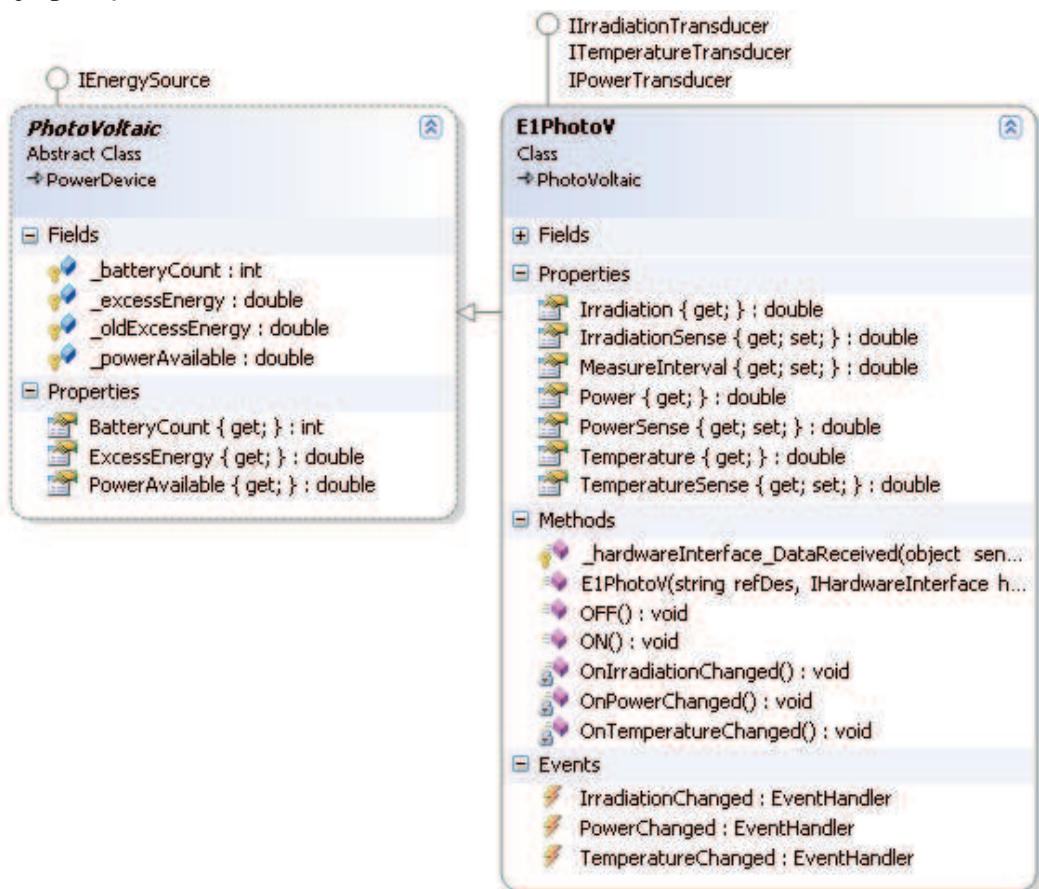 IEnergySource
PhotoVoltaic
Abstract Class
PowerDevice
Fields
_batteryCount : int
_excessEnergy : double
_oldExcessEnergy : double
_powerAvailable : double
Properties
BatteryCount { get; } : int
ExcessEnergy { get; } : double
PowerAvailable { get; } : double
IIrradiationTransducer
ITemperatureTransducer
IPowerTransducer
E1PhotoV
Class
PhotoVoltaic
Fields
Properties
Irradiation { get; } : double
IrradiationSense { get; set; } : double
MeasureInterval { get; set; } : double
Power { get; } : double
PowerSense { get; set; } : double
Temperature { get; } : double
TemperatureSense { get; set; } : double
Methods
_hardwareInterface_DataReceived(object sen...
E1PhotoV(string refDes, IHardwareInterface h...
OFF() : void
ON() : void
OnIrradiationChanged() : void
OnPowerChanged() : void
OnTemperatureChanged() : void
Events
IrradiationChanged : EventHandler
PowerChanged : EventHandler
TemperatureChanged : EventHandler